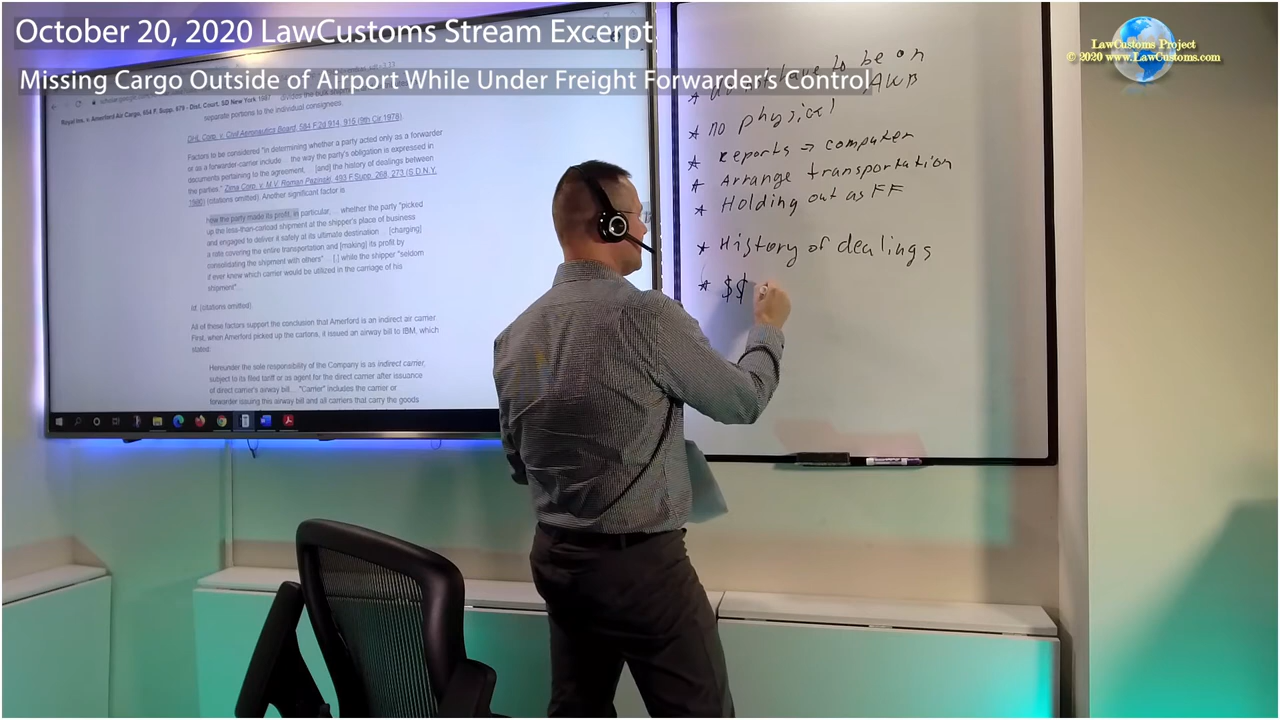 October 20, 2020 LawCustoms Stream Excerpt
Missing Cargo Outside of Airport While Under Freight Forwarder's Control
LawCustoms Project
© 2020 www.LawCustoms.com
Royal Ins. v. Amerford Air Cargo, 654 F. Supp. 679 - Dist. Court, SD New York 1987
separate portions to the individual consignees.
DHL Corp. v. Civil Aeronautics Board, 584 F.2d 914, 915 (9th Cir. 1978).
Factors to be considered "in determining whether a party acted only as a forwarder
or as a forwarder-carrier include ... the way the party's obligation is expressed in
documents pertaining to the agreement, ... [and] the history of dealings between
the parties." Zima Corp. v. M.V. Roman Pazinski, 493 F.Supp. 268, 273 (S.D.N.Y.
1980) (citations omitted). Another significant factor is
how the party made its profit, in particular, ... whether the party "picked
up the less-than-carload shipment at the shipper's place of business
and engaged to deliver it safely at its ultimate destination ... [charging]
a rate covering the entire transportation and [making] its profit by
consolidating the shipment with others" ... [,] while the shipper "seldom
if ever knew which carrier would be utilized in the carriage of his
shipment"...
Id. (citations omitted).
All of these factors support the conclusion that Amerford is an indirect air carrier
First, when Amerford picked up the cartons, it issued an airway bill to IBM, which
stated:
Hereunder the sole responsibility of the Company is as indirect carrier,
subject to its filed tariff or as agent for the direct carrier after issuance
of direct carrier's airway bill... "Carrier" includes the carrier or
forwarder issuing this airway bill and all carriers that carry the goods
have to be on
AWB
* no physical
* Reports → computer
* Arrange transportation
* Holding out as FF
* History of dealings
* $$